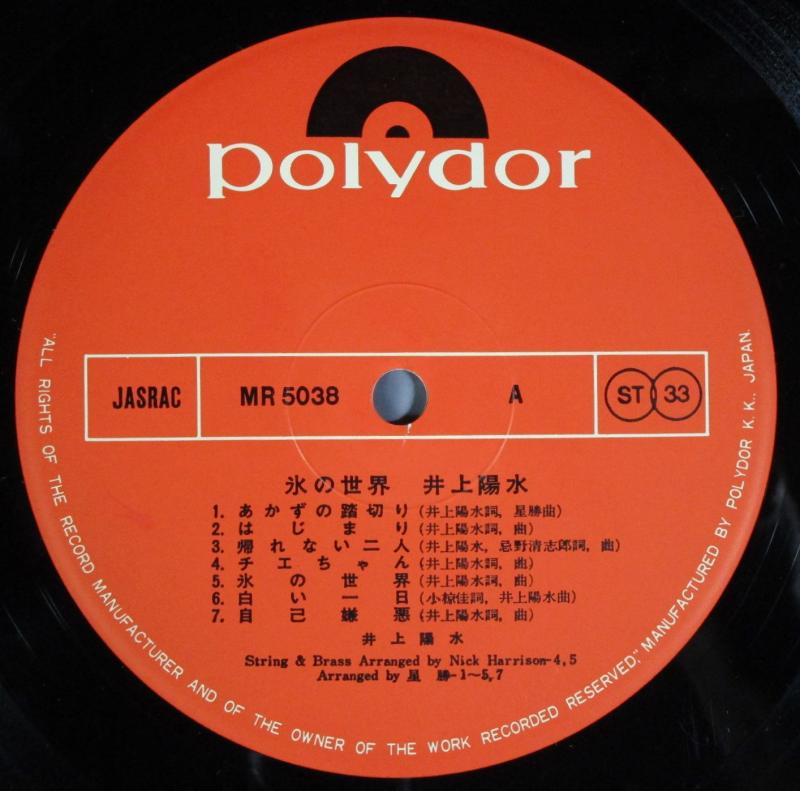 polydor
JASRAC MR 5038 A ST 33
氷の世界 井上陽水
1. あかずの踏切り (井上陽水詞, 星勝曲)
2. はじまり (井上陽水詞, 曲)
3. 帰れない二人 (井上陽水, 忌野清志郎詞, 曲)
4. チエちゃん (井上陽水詞, 曲)
5. 氷の世界 (井上陽水詞, 曲)
6. 白い一日 (小椋佳詞, 井上陽水曲)
7. 自己嫌悪 (井上陽水詞, 曲)
井上陽水
String & Brass Arranged by Nick Harrison-4,5
Arranged by 星 勝-1~5,7
"ALL RIGHTS OF THE RECORD MANUFACTURER AND OF THE OWNER OF THE WORK RECORDED RESERVED," MANUFACTURED BY POLYDOR K.K., JAPAN.